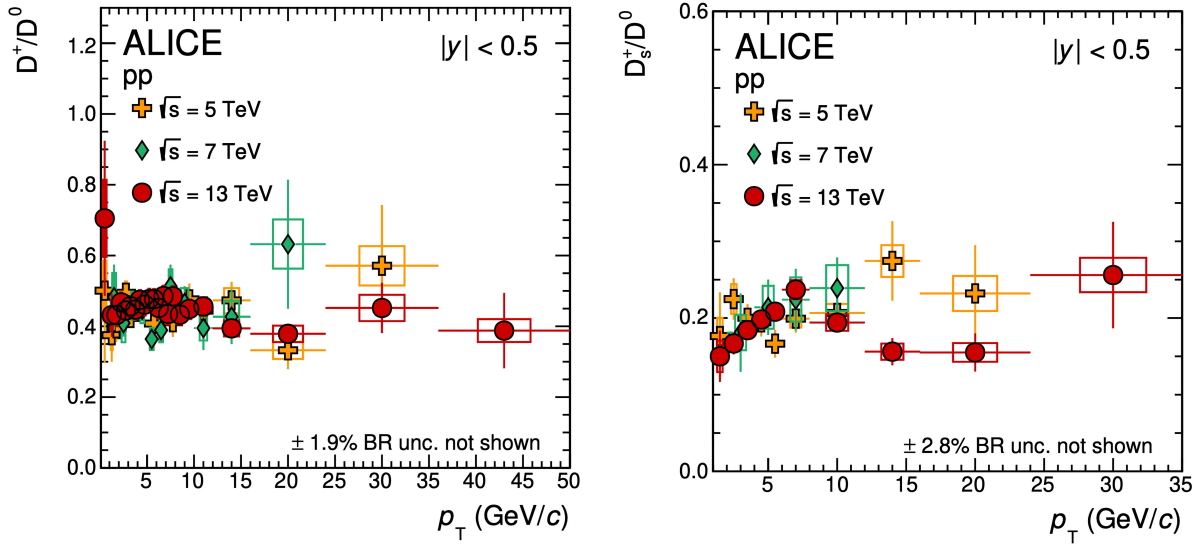 D⁺/D⁰
1.2
1.0
0.8
0.6
0.4
0.2
0.0
ALICE
|y| < 0.5
pp
√s = 5 TeV
√s = 7 TeV
√s = 13 TeV
± 1.9% BR unc. not shown
5 10 15 20 25 30 35 40 45 50
p_T (GeV/c)
D_s⁺/D⁰
0.6
0.4
0.2
0.0
ALICE
|y| < 0.5
pp
√s = 5 TeV
√s = 7 TeV
√s = 13 TeV
± 2.8% BR unc. not shown
5 10 15 20 25 30 35
p_T (GeV/c)